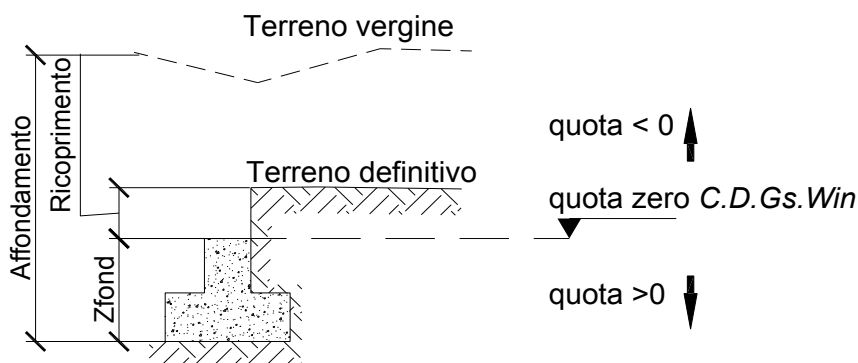 Terreno vergine
Affondamento
Ricoprimento
quota < 0
Terreno definitivo
quota zero C.D.Gs.Win
Zfond
quota >0